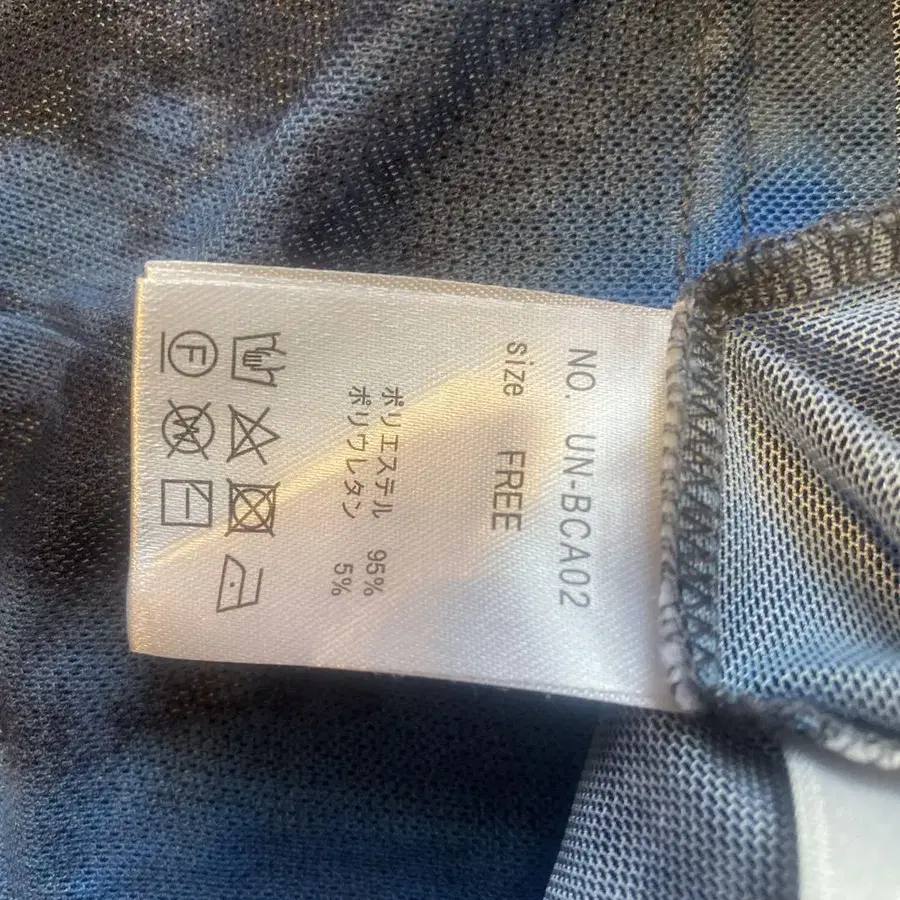 NO. UN-BCA02
size FREE
ポリエステル 95%
ポリウレタン 5%
F
W